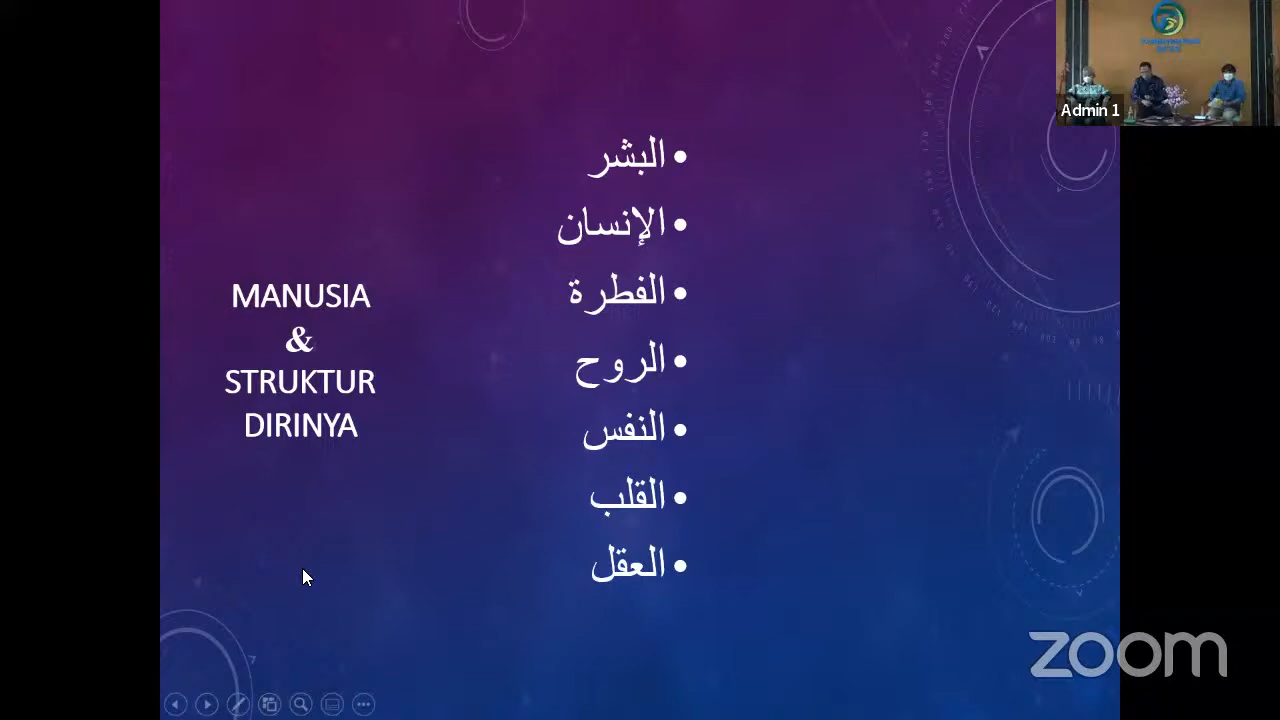 MANUSIA
&
STRUKTUR
DIRINYA
• البشر
• الإنسان
• الفطرة
• الروح
• النفس
• القلب
• العقل
Admin 1
zoom